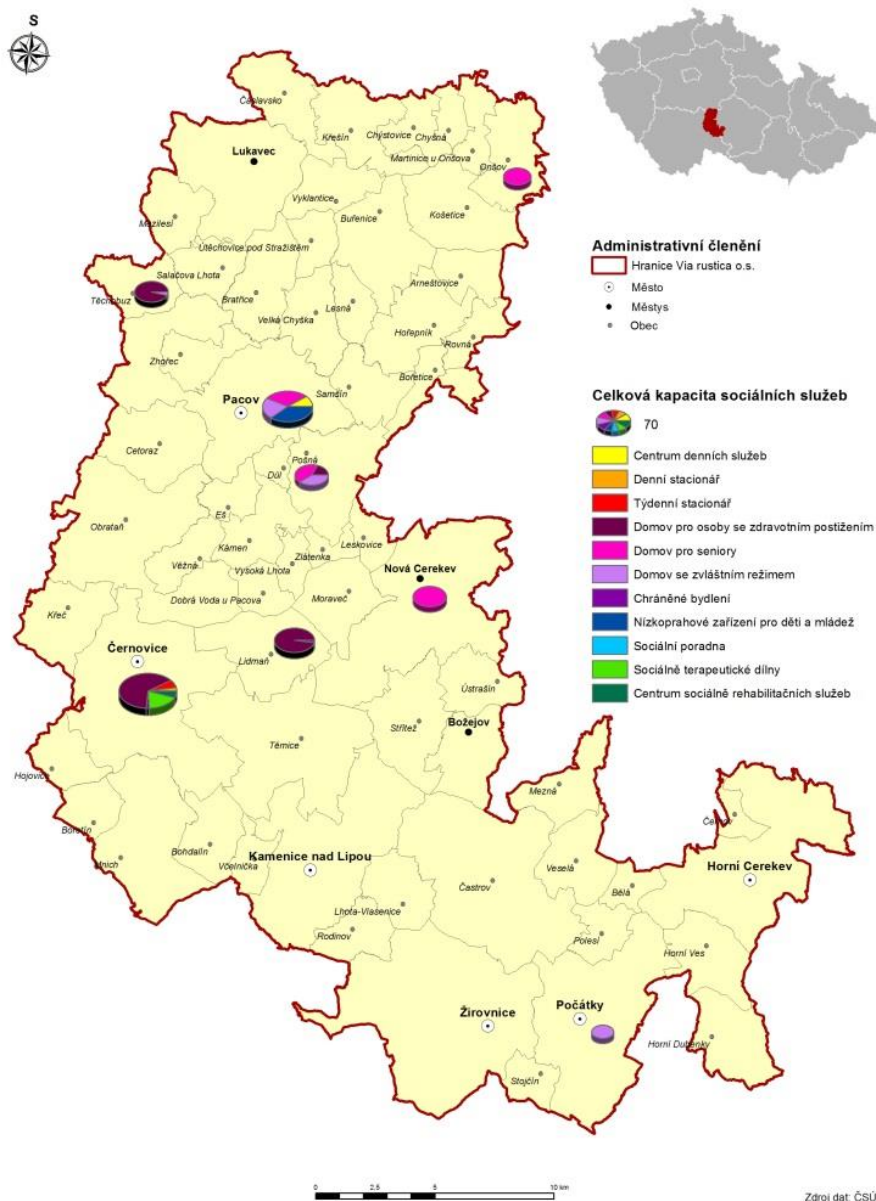 S
Čáslavsko
Křešín
Chýstovice
Chyšná
Lukavec
Martinice u Onšova
Onšov
Vyklantice
Buřenice
Košetice
Mezilesí
Útěchovice pod Stražištěm
Salačova Lhota
Arneštovice
Těchobuz
Bratřice
Lesná
Velká Chyška
Hořepník
Rovná
Zhořec
Bořetice
Samšín
Pacov
Cetoraz
Pošná
Důl
Eš
Obrataň
Kámen
Leskovice
Zlátenka
Věžná
Vysoká Lhota
Nová Cerekev
Dobrá Voda u Pacova
Moraveč
Křeč
Černovice
Lidmaň
Ústrašín
Střítež
Božejov
Těmice
Hojovice
Mezná
Bořetín
Černov
Bohdalín
Mnich
Včelnička
Kamenice nad Lipou
Veselá
Horní Cerekev
Častrov
Bělá
Lhota-Vlasenice
Rodinov
Polesí
Horní Ves
Žirovnice
Počátky
Horní Dubenky
Stojčín
Administrativní členění
Hranice Via rustica o.s.
Město
Městys
Obec
Celková kapacita sociálních služeb
70
Centrum denních služeb
Denní stacionář
Týdenní stacionář
Domov pro osoby se zdravotním postižením
Domov pro seniory
Domov se zvláštním režimem
Chráněné bydlení
Nízkoprahové zařízení pro děti a mládež
Sociální poradna
Sociálně terapeutické dílny
Centrum sociálně rehabilitačních služeb
0 2,5 5 10 km
Zdroj dat: ČSÚ